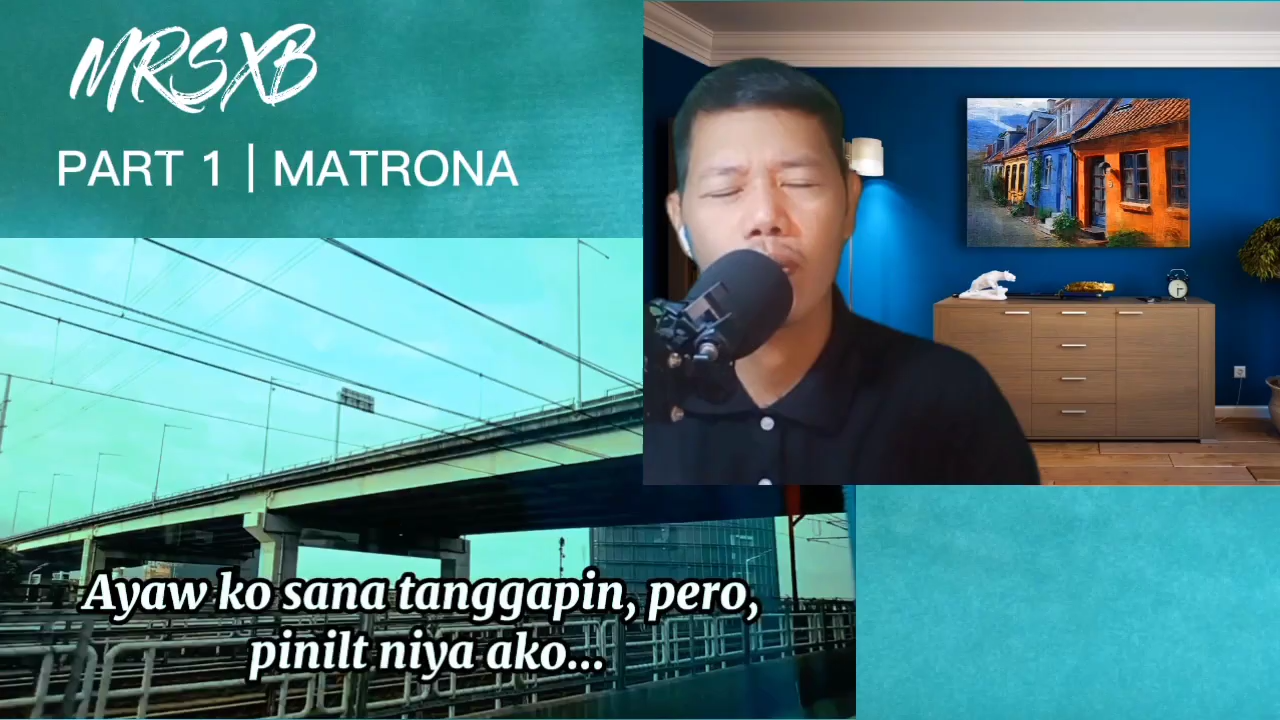 MRSXB
PART 1 | MATRONA
Ayaw ko sana tanggapin, pero,
pinilt niya ako...